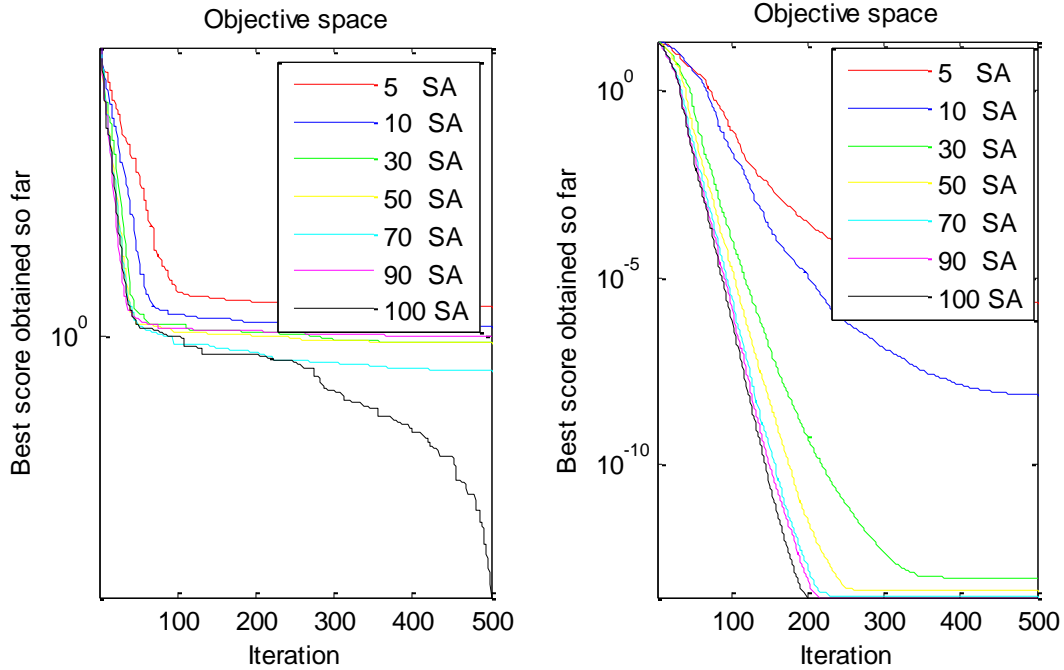 Objective space
Best score obtained so far
10^0
5 SA
10 SA
30 SA
50 SA
70 SA
90 SA
100 SA
100 200 300 400 500
Iteration
Objective space
Best score obtained so far
10^0
10^-5
10^-10
5 SA
10 SA
30 SA
50 SA
70 SA
90 SA
100 SA
100 200 300 400 500
Iteration